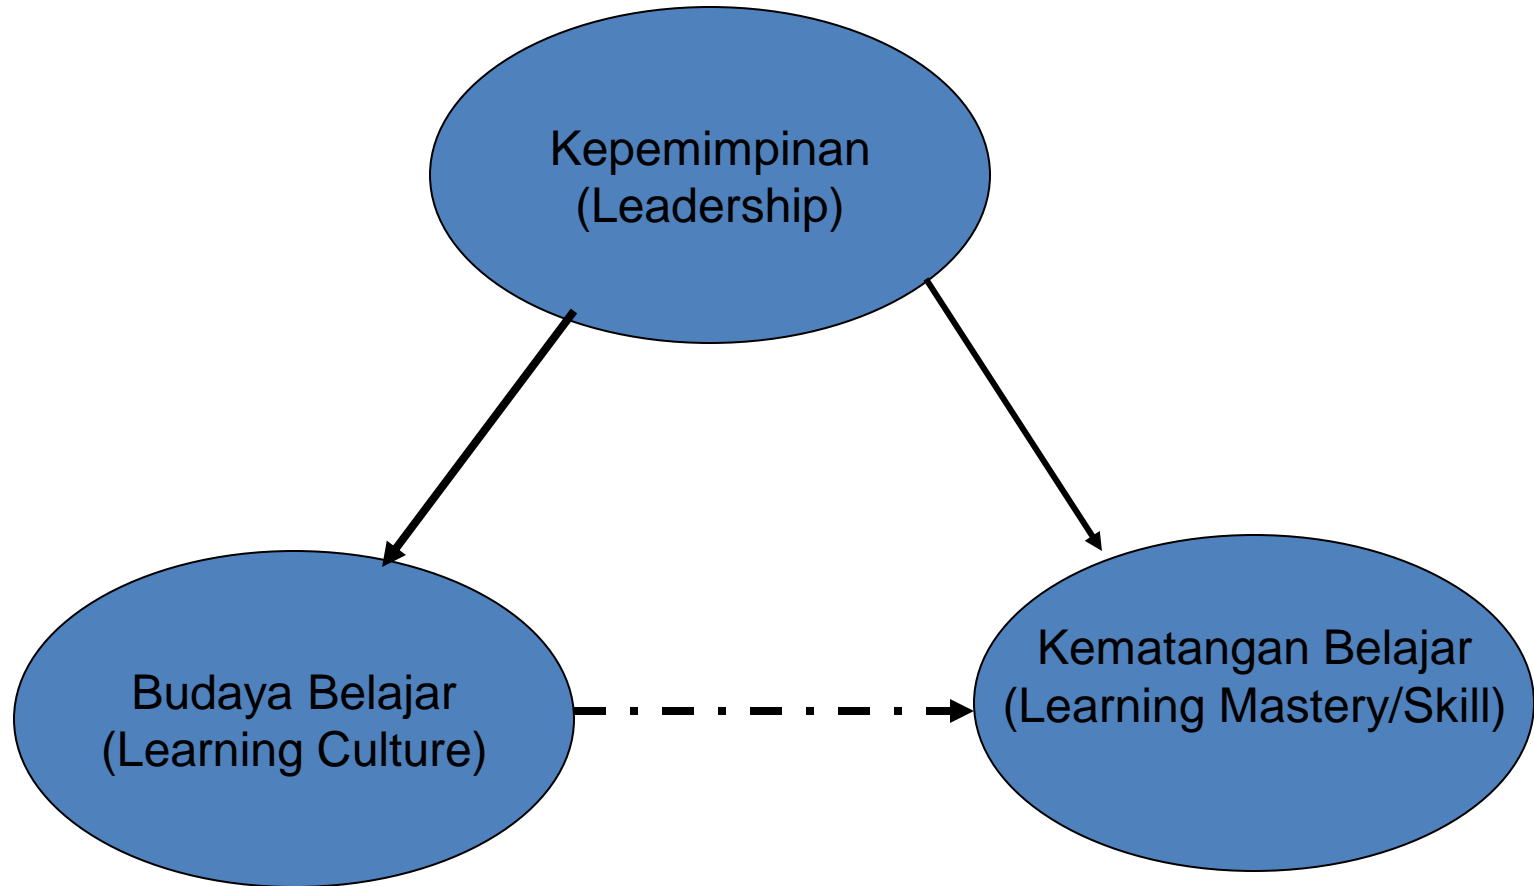 Kepemimpinan
(Leadership)
Budaya Belajar
(Learning Culture)
Kematangan Belajar
(Learning Mastery/Skill)